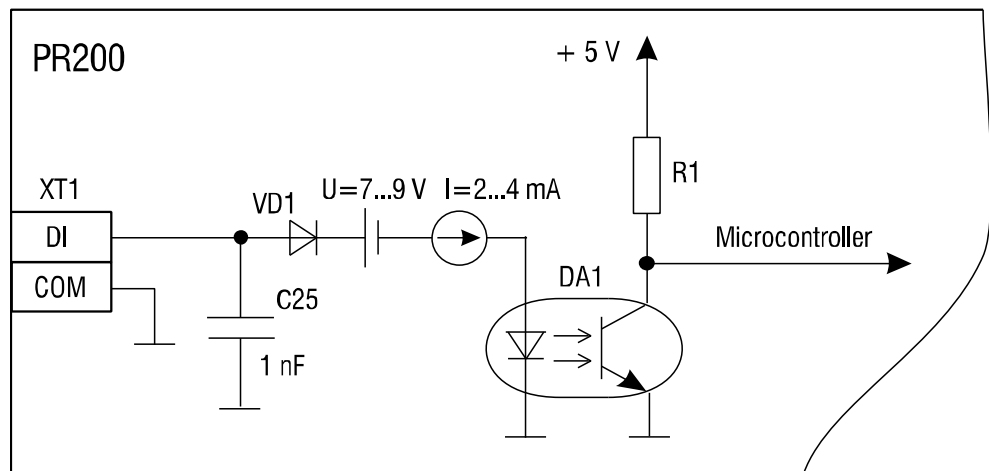 PR200
+ 5 V
R1
XT1
VD1
U=7...9 V
I=2...4 mA
DI
Microcontroller
COM
C25
DA1
1 nF